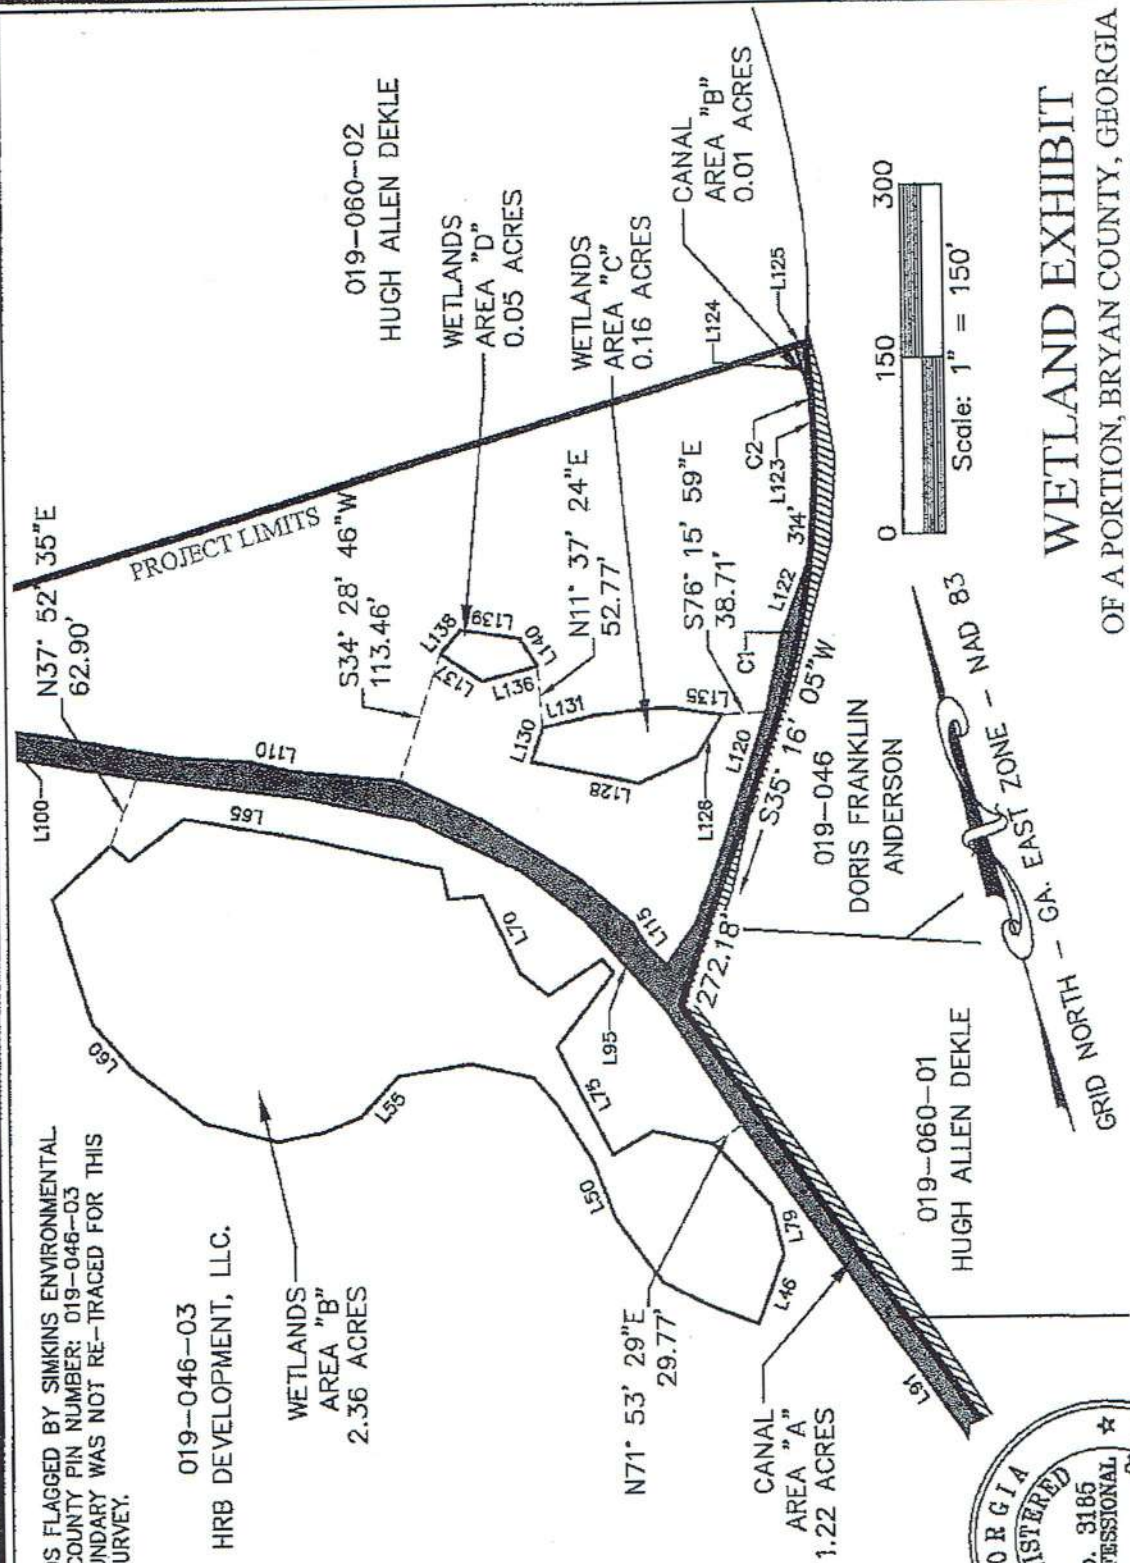 DS FLAGGED BY SIMKINS ENVIRONMENTAL.
COUNTY PIN NUMBER: 019-046-03
UNDARY WAS NOT RE-TRACED FOR THIS
URVEY.
019-046-03
HRB DEVELOPMENT, LLC.
WETLANDS
AREA "B"
2.36 ACRES
N71° 53' 29"E
29.77'
CANAL
AREA "A"
1.22 ACRES
L100
N37° 52' 35"E
62.90'
PROJECT LIMITS
S34° 28' 46"W
113.46'
019-060-02
HUGH ALLEN DEKLE
WETLANDS
AREA "D"
0.05 ACRES
WETLANDS
AREA "C"
0.16 ACRES
CANAL
AREA "B"
0.01 ACRES
N11° 37' 24"E
52.77'
S76° 15' 59"E
38.71'
L110
L65
L60
L55
L70
L115
L95
L75
L50
L79
L46
L91
L138
L139
L137
L140
L136
L131
L130
L128
L135
L126
L120
C1
L122
314'
L123
C2
L124
L125
S35° 16' 05"W
272.18'
019-046
DORIS FRANKLIN
ANDERSON
019-060-01
HUGH ALLEN DEKLE
GRID NORTH - GA. EAST ZONE - NAD 83
0 150 300
Scale: 1" = 150'
WETLAND EXHIBIT
OF A PORTION, BRYAN COUNTY, GEORGIA
ORGIA
ISTERED
O. 3185
FESSIONAL